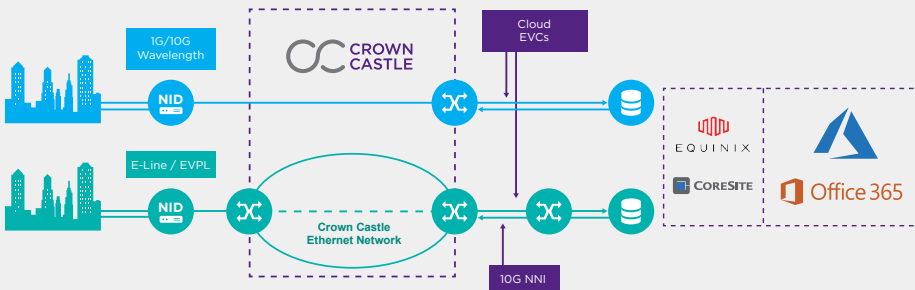 1G/10G
Wavelength
CROWN
CASTLE
Cloud
EVCs
NID
EQUINIX
CORESITE
Office 365
E-Line / EVPL
NID
Crown Castle
Ethernet Network
10G NNI